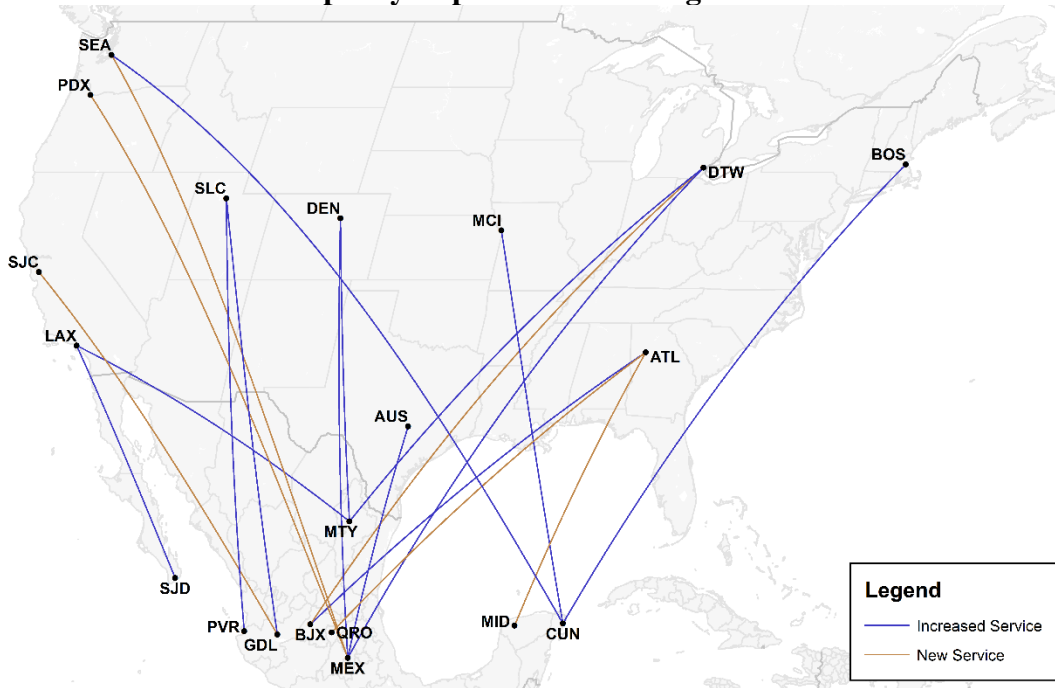 SEA
PDX
BOS
DTW
SLC
DEN
MCI
SJC
LAX
ATL
AUS
MTY
SJD
PVR
GDL
BJX
QRO
MEX
MID
CUN
Legend
Increased Service
New Service